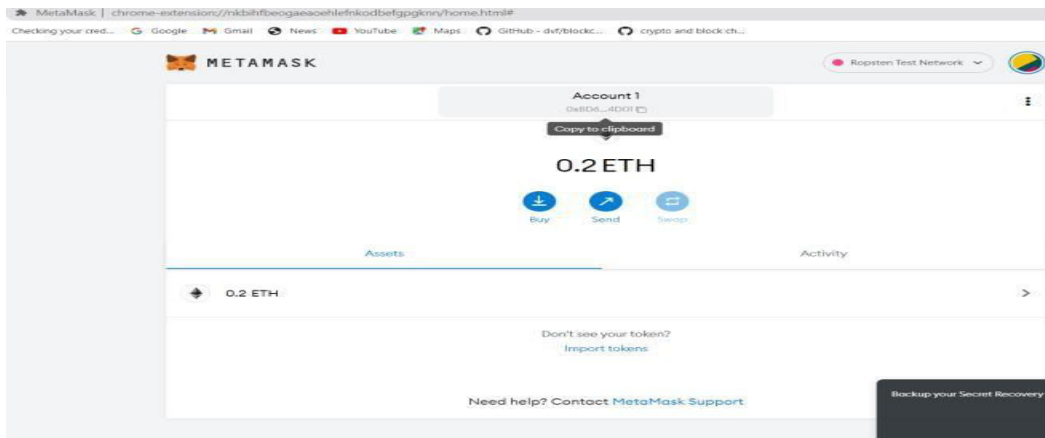 MetaMask | chrome-extension://nkbihfbeogaeaoehlefnkodbefgpgknn/home.html#
Checking your cred... Google Gmail News YouTube Maps GitHub - dvf/blockc... crypto and block ch...
METAMASK
Ropsten Test Network
Account 1
0x8D6...4D01
Copy to clipboard
0.2 ETH
Buy Send Swap
Assets Activity
0.2 ETH
Don't see your token?
Import tokens
Need help? Contact MetaMask Support
Backup your Secret Recovery